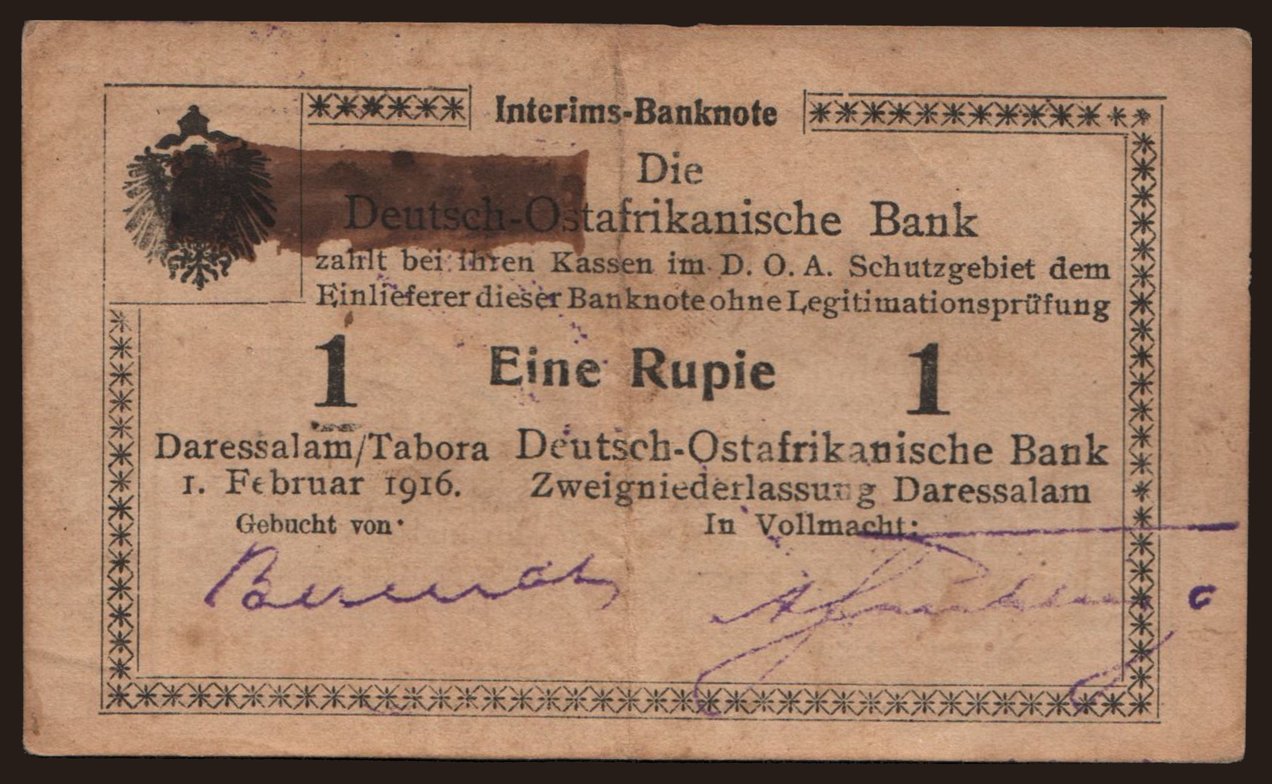 Interims-Banknote
Die
Deutsch-Ostafrikanische Bank
zahlt bei ihren Kassen im D. O. A. Schutzgebiet dem
Einlieferer dieser Banknote ohne Legitimationsprüfung
1 Eine Rupie 1
Daressalam/Tabora
1. Februar 1916.
Gebucht von:
Deutsch-Ostafrikanische Bank
Zweigniederlassung Daressalam
In Vollmacht: